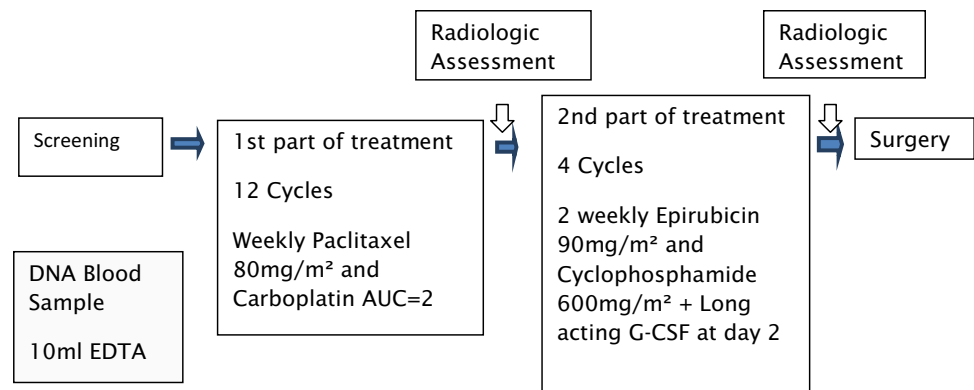 Radiologic
Assessment
Radiologic
Assessment
Screening
1st part of treatment
12 Cycles
Weekly Paclitaxel
80mg/m² and
Carboplatin AUC=2
2nd part of treatment
4 Cycles
2 weekly Epirubicin
90mg/m² and
Cyclophosphamide
600mg/m² + Long
acting G-CSF at day 2
Surgery
DNA Blood
Sample
10ml EDTA